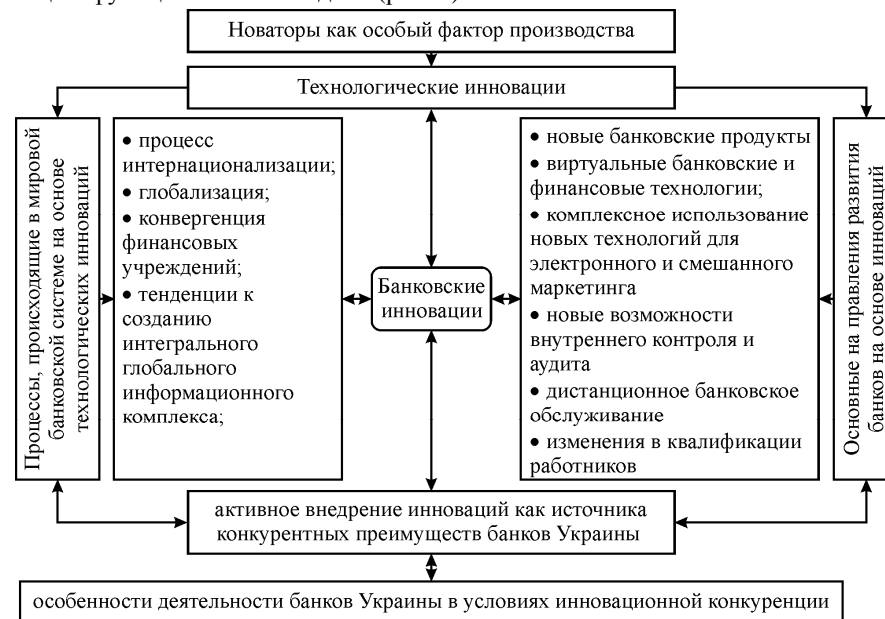 Новаторы как особый фактор производства
Технологические инновации
Процессы, происходящие в мировой
банковской системе на основе
технологических инноваций
• процесс
интернационализации;
• глобализация;
• конвергенция
финансовых
учреждений;
• тенденции к
созданию
интегрального
глобального
информационного
комплекса;
Банковские
инновации
• новые банковские продукты
• виртуальные банковские и
финансовые технологии;
• комплексное использование
новых технологий для
электронного и смешанного
маркетинга
• новые возможности
внутреннего контроля и
аудита
• дистанционное банковское
обслуживание
• изменения в квалификации
работников
Основные на правления развития
банков на основе инноваций
активное внедрение инноваций как источника
конкурентных преимуществ банков Украины
особенности деятельности банков Украины в условиях инновационной конкуренции